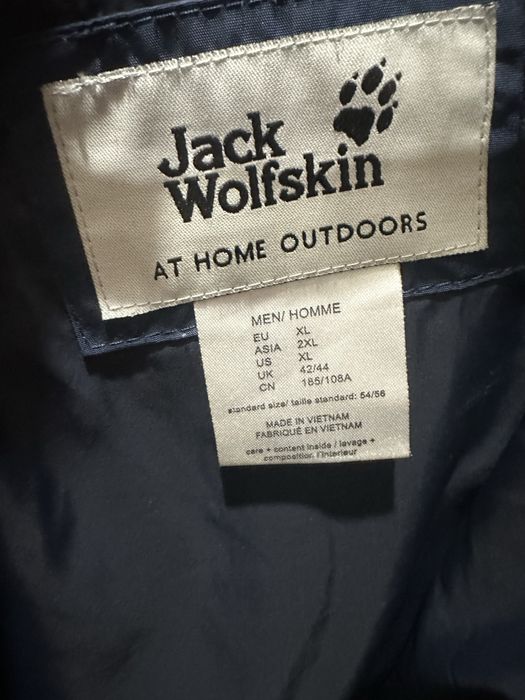 Jack
Wolfskin
AT HOME OUTDOORS
MEN/ HOMME
EU XL
ASIA 2XL
US XL
UK 42/44
CN 185/108A
standard size/ taille standard: 54/56
MADE IN VIETNAM
FABRIQUÉ EN VIETNAM
care + content inside / lavage +
composition l'interieur